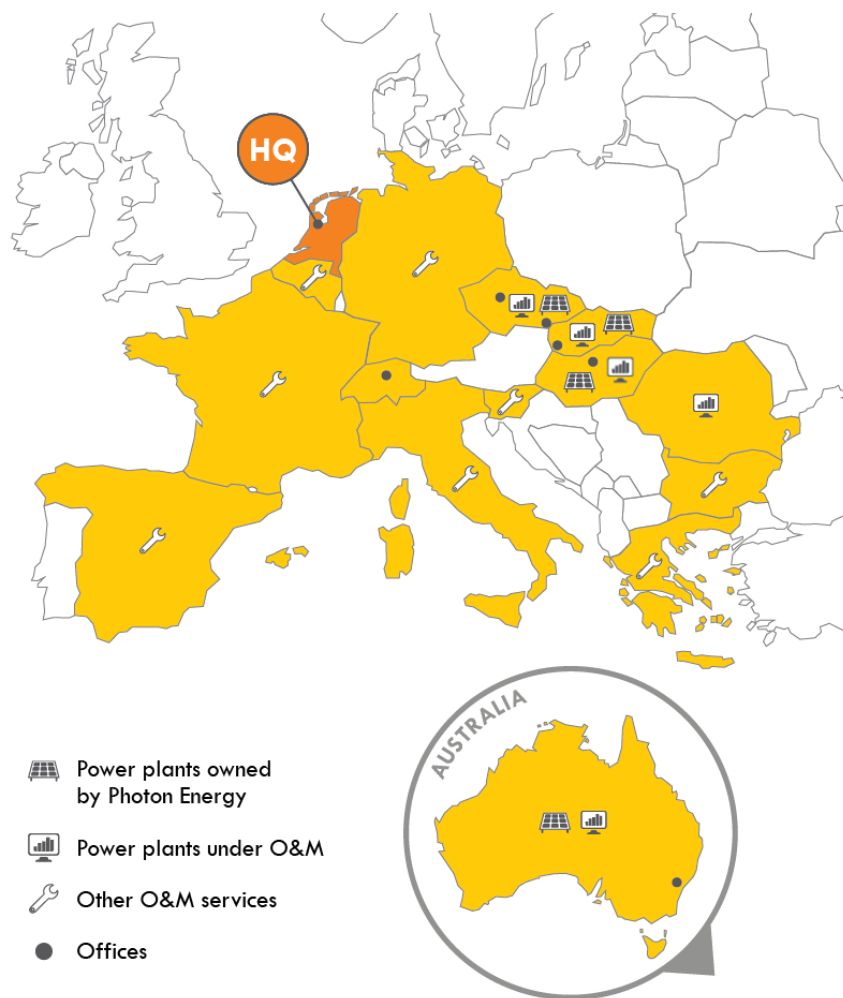 HQ
AUSTRALIA
Power plants owned
by Photon Energy
Power plants under O&M
Other O&M services
Offices